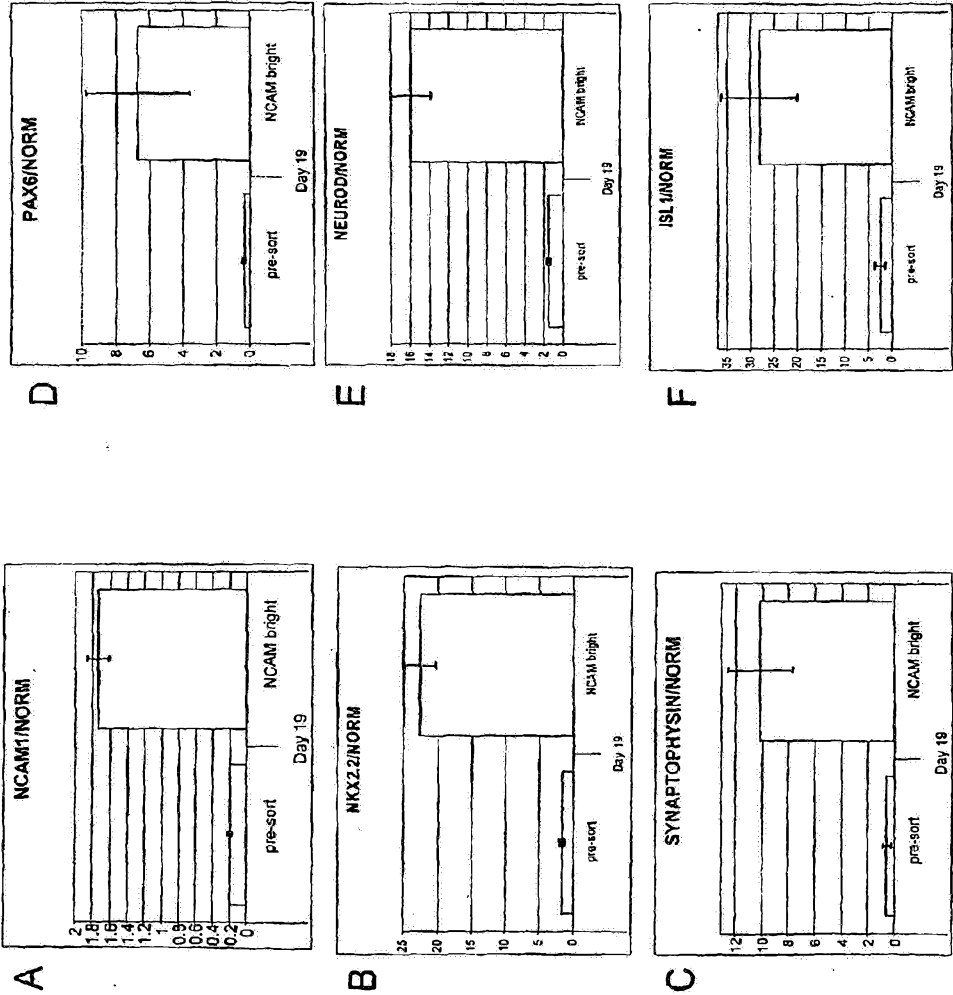 A
NCAM1/NORM
2
1.8
1.6
1.4
1.2
1
0.8
0.6
0.4
0.2
0
pre-sort
NCAM bright
Day 19
B
NKX2.2/NORM
25
20
15
10
5
0
pre-sort
NCAM bright
Day 19
C
SYNAPTOPHYSIN/NORM
12
10
8
6
4
2
0
pre-sort
NCAM bright
Day 19
D
PAX6/NORM
10
8
6
4
2
0
pre-sort
NCAM bright
Day 19
E
NEUROD/NORM
18
16
14
12
10
8
6
4
2
0
pre-sort
NCAM bright
Day 19
F
ISL1/NORM
35
30
25
20
15
10
5
0
pre-sort
NCAM bright
Day 19